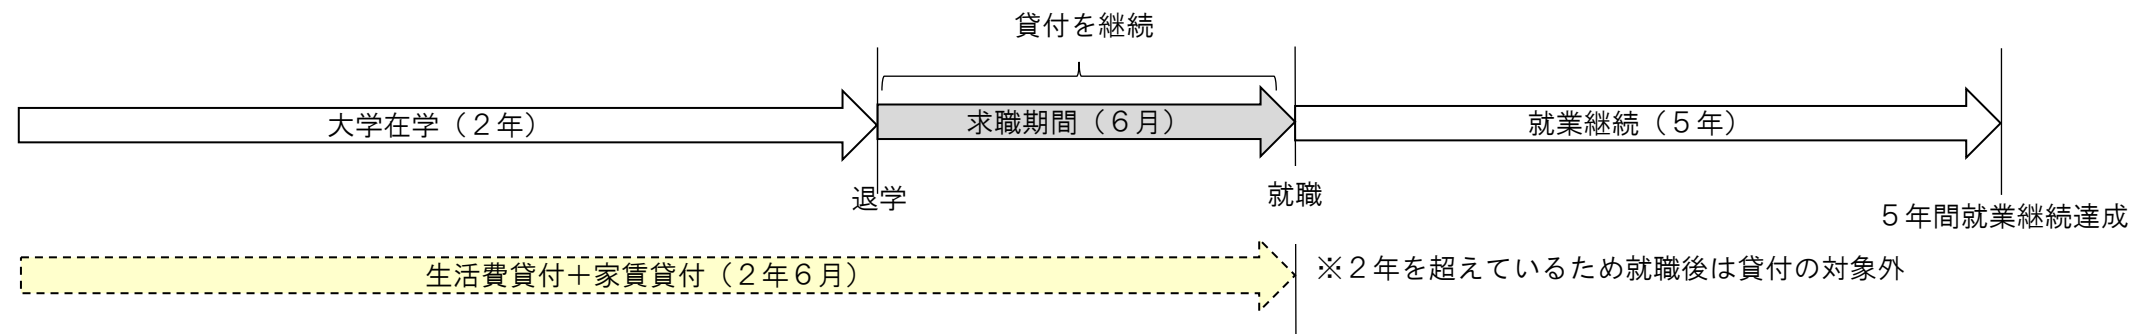 貸付を継続
大学在学（２年）
求職期間（６月）
就業継続（５年）
退学
就職
５年間就業継続達成
生活費貸付＋家賃貸付（２年６月）
※２年を超えているため就職後は貸付の対象外